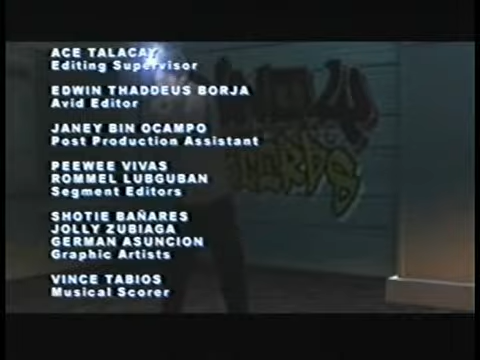 ACE TALACAY
Editing Supervisor
EDWIN THADDEUS BORJA
Avid Editor
JANEY BIN OCAMPO
Post Production Assistant
PEEWEE VIVAS
ROMMEL LUBGUBAN
Segment Editors
SHOTIE BAÑARES
JOLLY ZUBIAGA
GERMAN ASUNCION
Graphic Artists
VINCE TABIOS
Musical Scorer